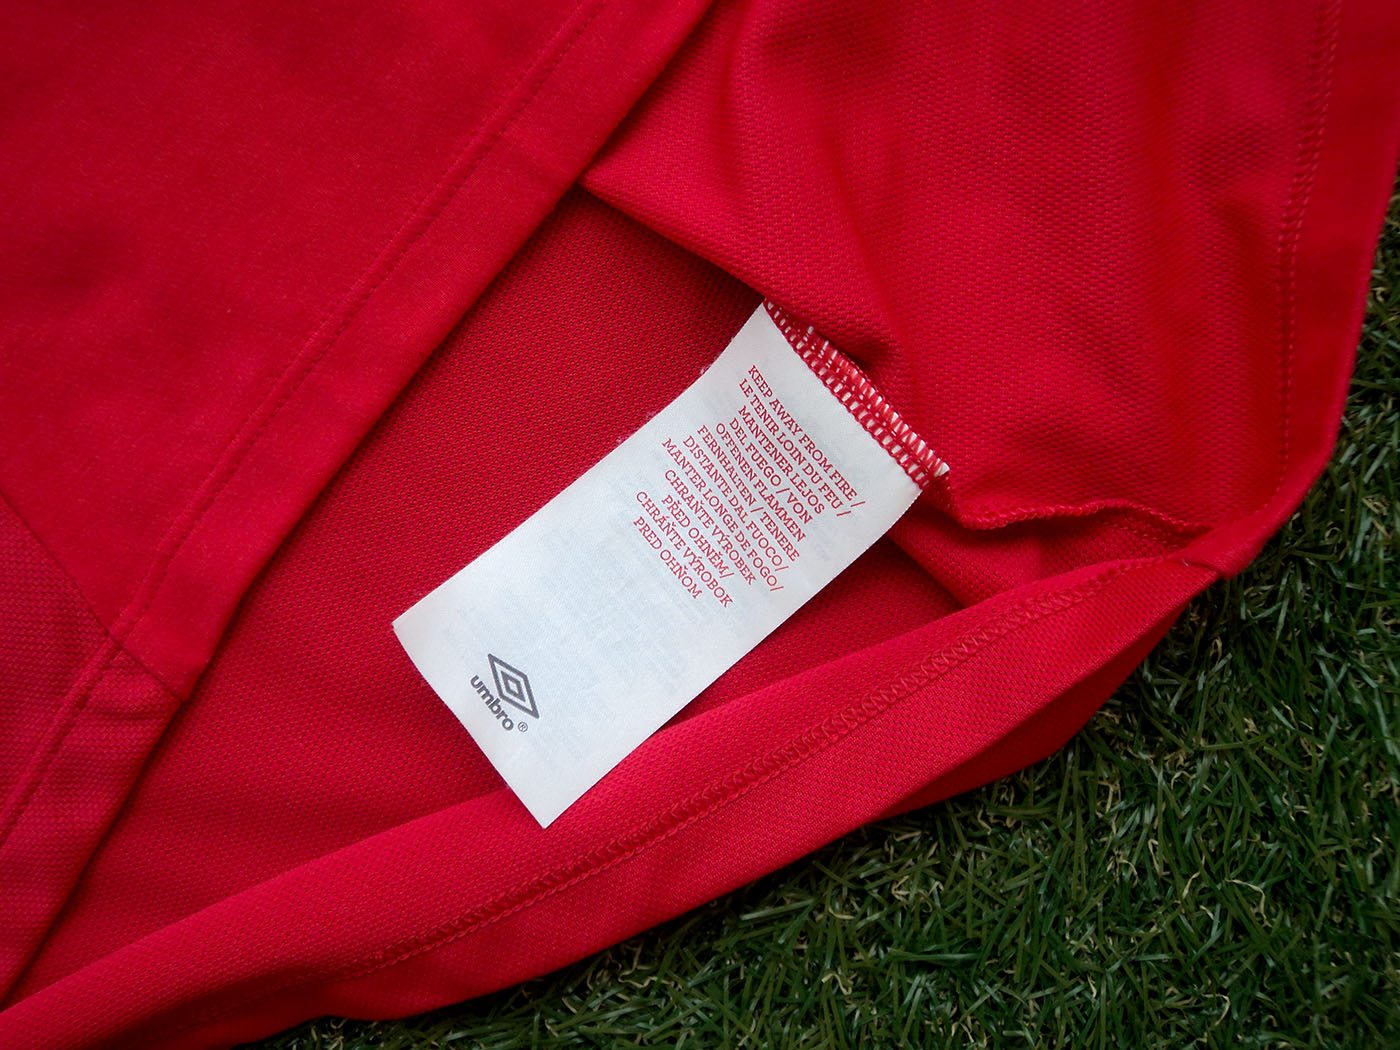 KEEP AWAY FROM FIRE /
LE TENIR LOIN DU FEU /
MANTENER LEJOS
DEL FUEGO / VON
OFFENEN FLAMMEN
FERNHALTEN / TENERE
DISTANTE DAL FUOCO/
MANTER LONGE DE FOGO/
CHRAŇTE VÝROBEK
PŘED OHNĚM/
CHRÁŇTE VÝROBOK
PRED OHŇOM
umbro®